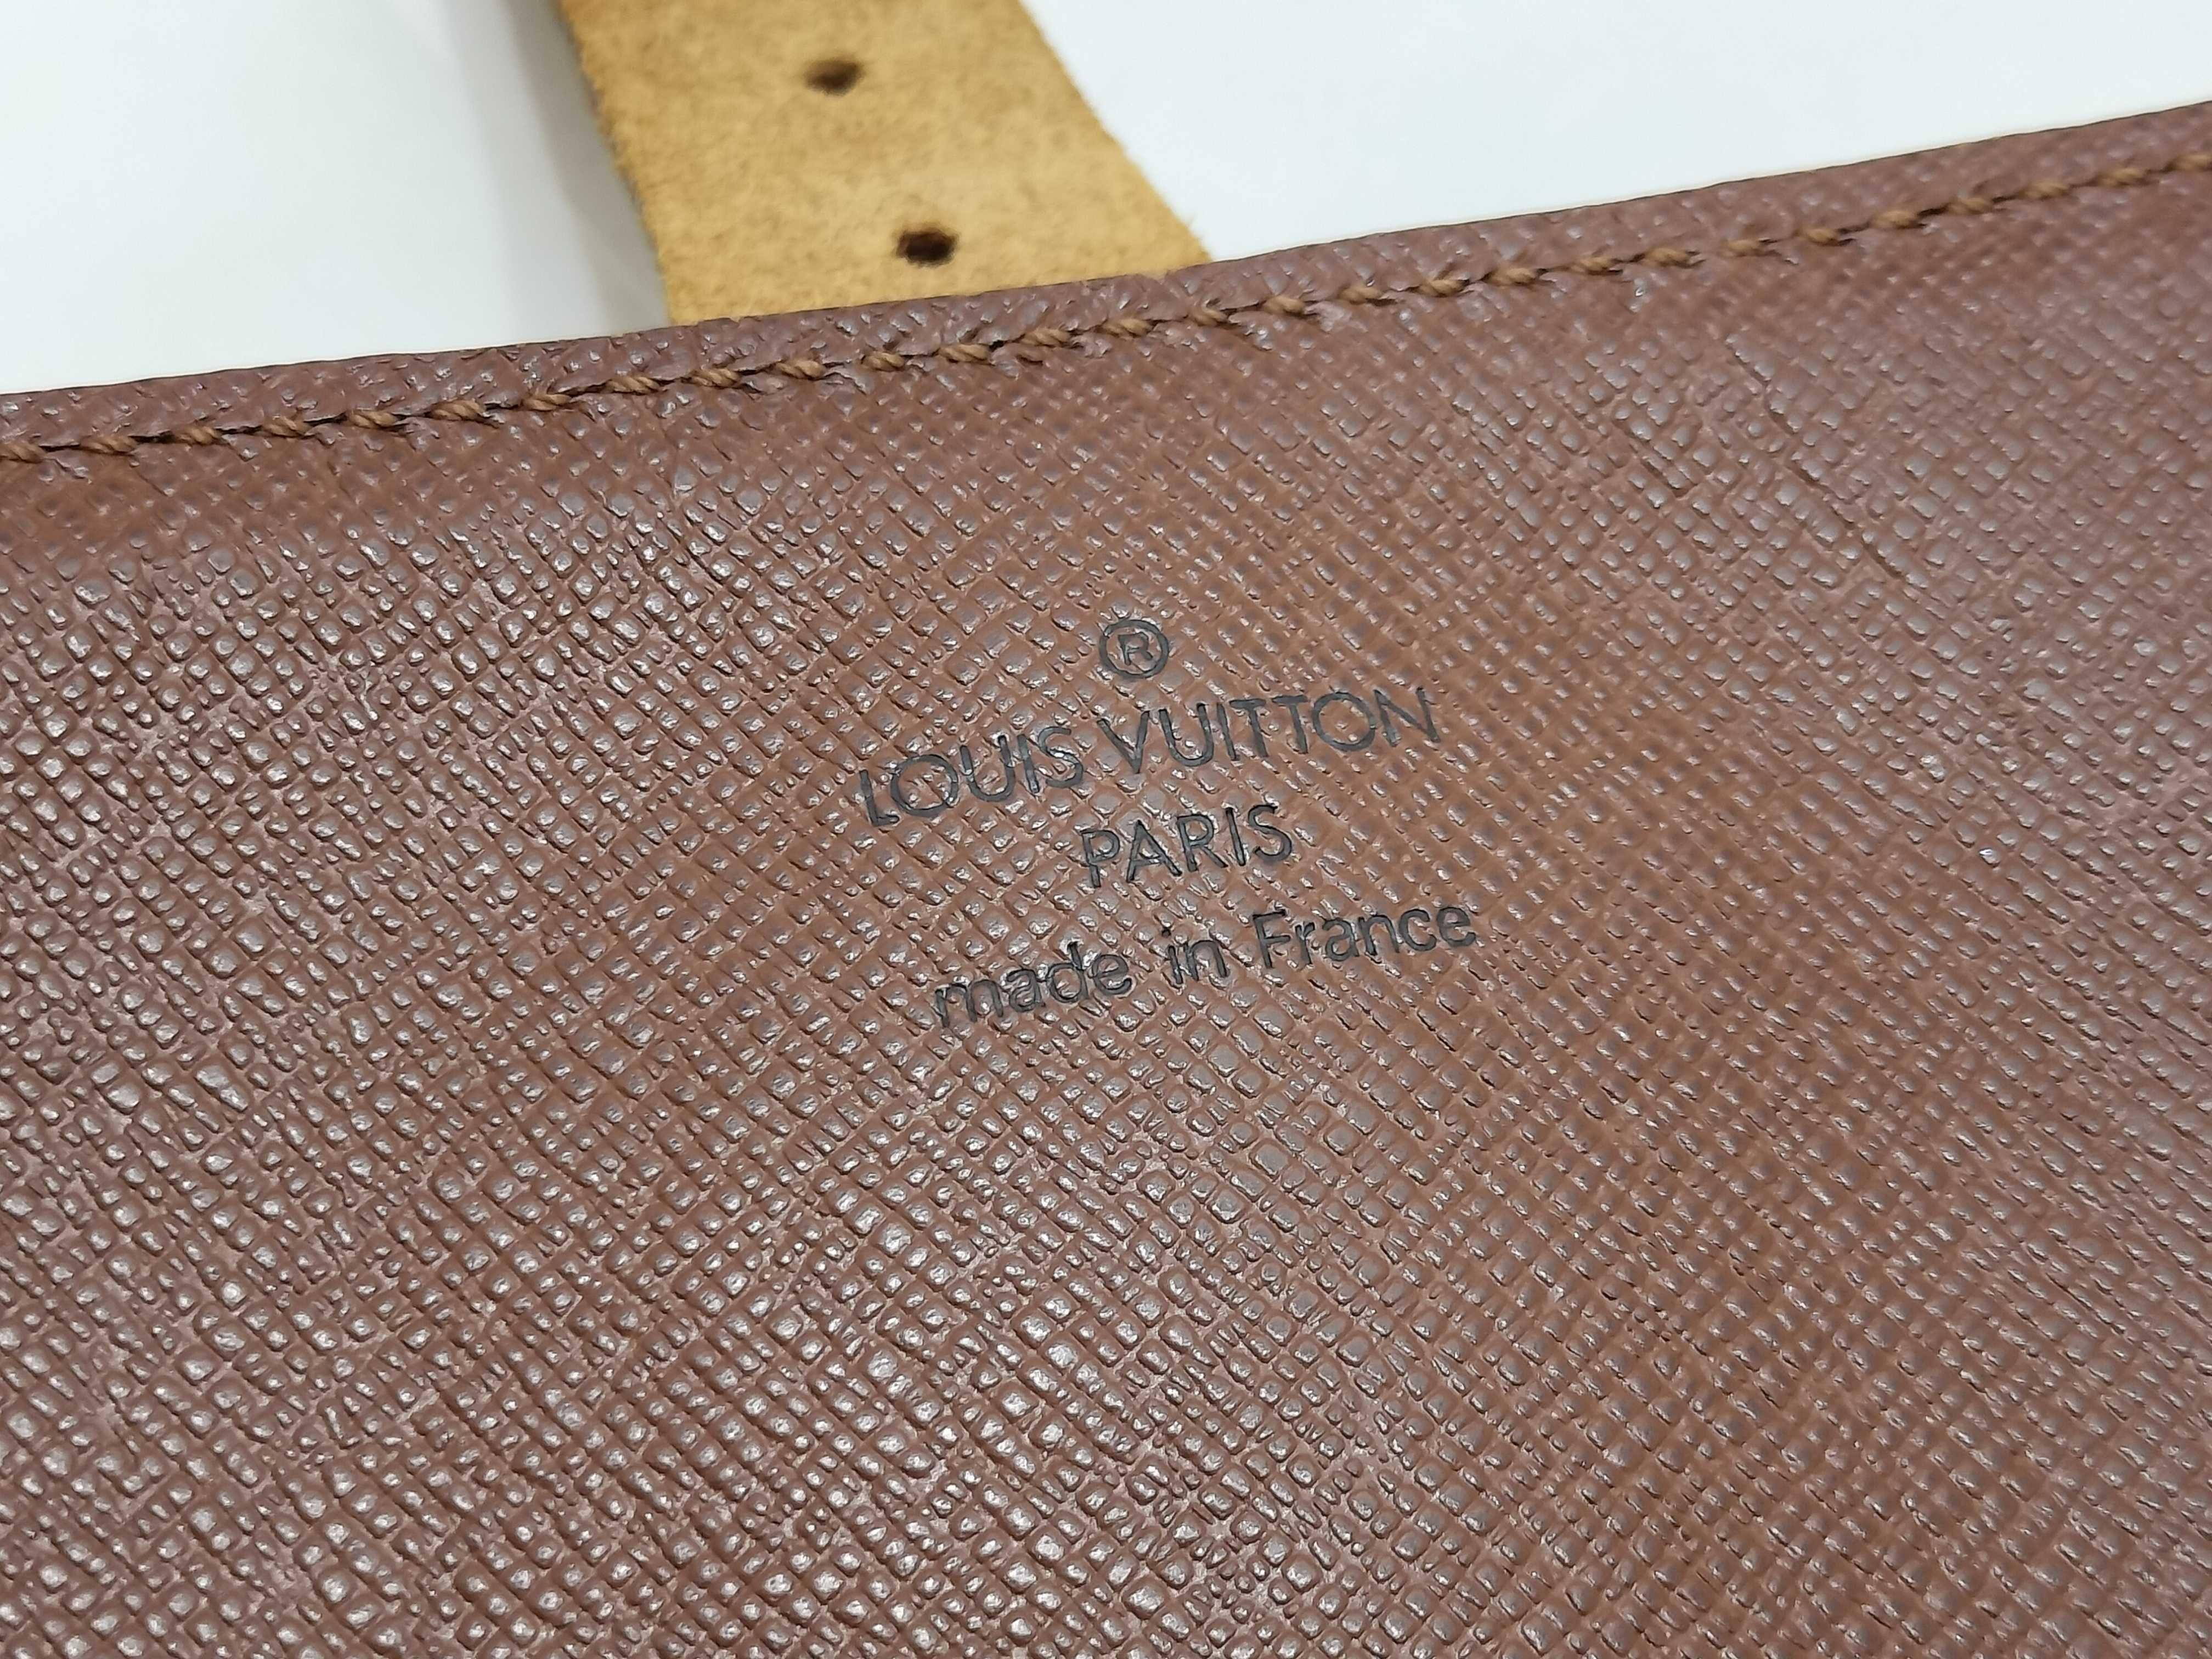 ®
LOUIS VUITTON
PARIS
made in France